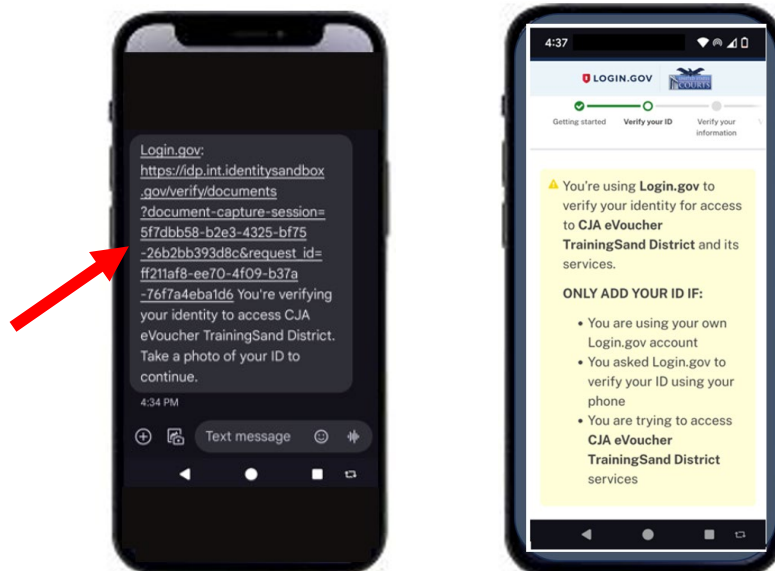 Login.gov:
https://idp.int.identitysandbox
.gov/verify/documents
?document-capture-session=
5f7dbb58-b2e3-4325-bf75
-26b2bb393d8c&request_id=
ff211af8-ee70-4f09-b37a
-76f7a4eba1d6 You're verifying
your identity to access CJA
eVoucher TrainingSand District.
Take a photo of your ID to
continue.
4:34 PM
Text message
4:37
LOGIN.GOV
COURTS
Getting started
Verify your ID
Verify your
information
You're using Login.gov to
verify your identity for access
to CJA eVoucher
TrainingSand District and its
services.
ONLY ADD YOUR ID IF:
• You are using your own
Login.gov account
• You asked Login.gov to
verify your ID using your
phone
• You are trying to access
CJA eVoucher
TrainingSand District
services